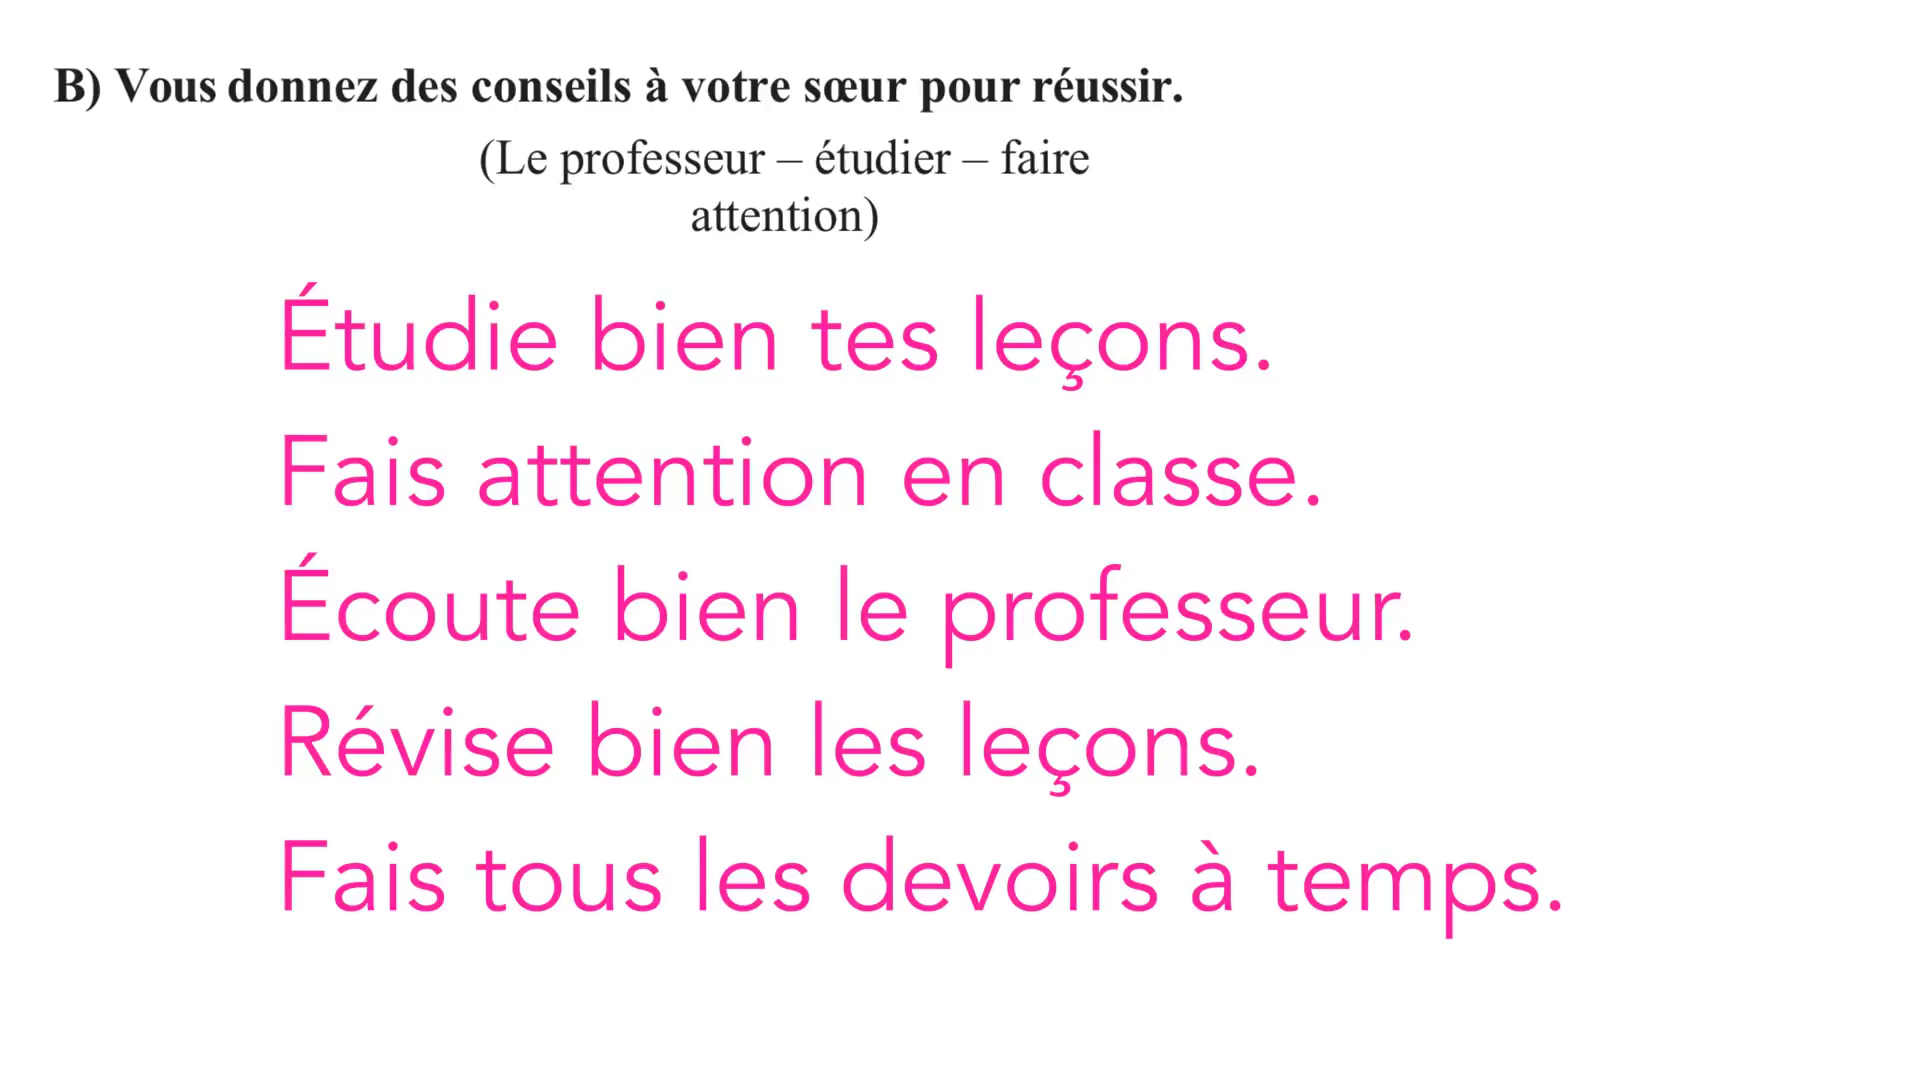 B) Vous donnez des conseils à votre sœur pour réussir.
(Le professeur – étudier – faire
attention)
Étudie bien tes leçons.
Fais attention en classe.
Écoute bien le professeur.
Révise bien les leçons.
Fais tous les devoirs à temps.